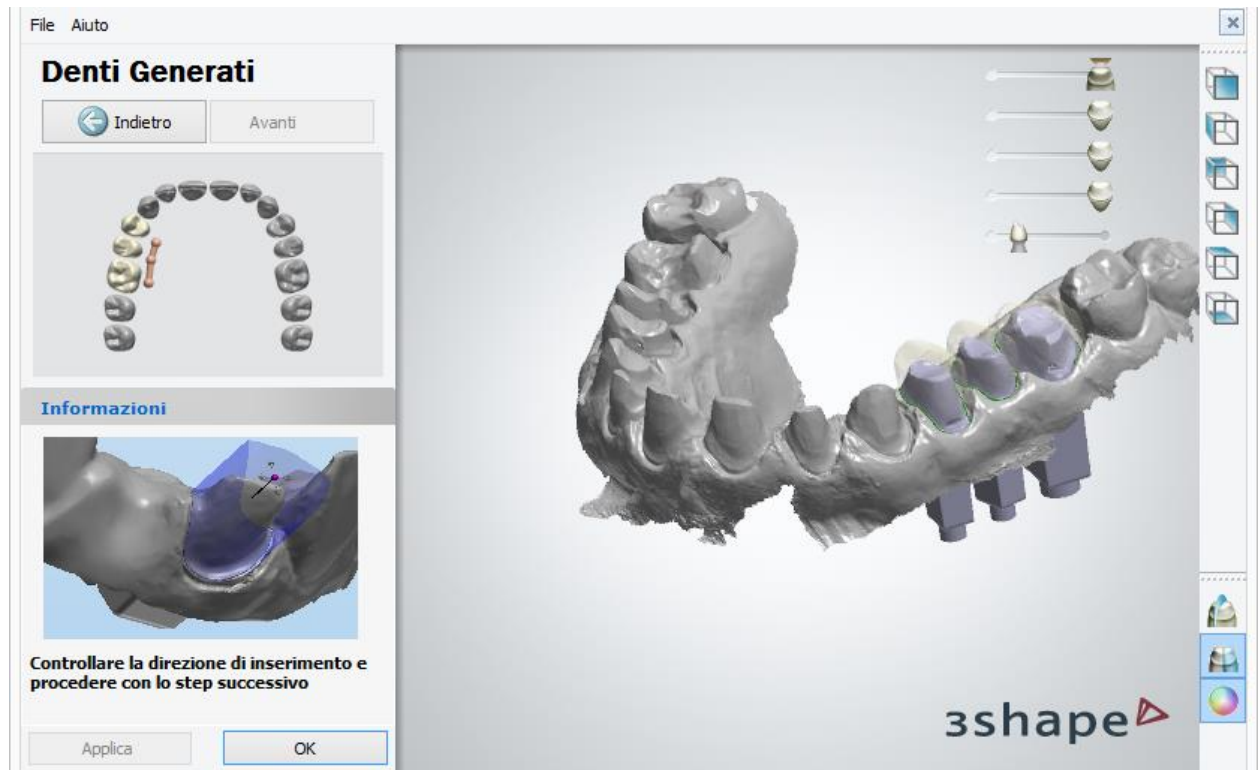 File Aiuto
Denti Generati
Indietro Avanti
Informazioni
Controllare la direzione di inserimento e
procedere con lo step successivo
Applica OK
3shape